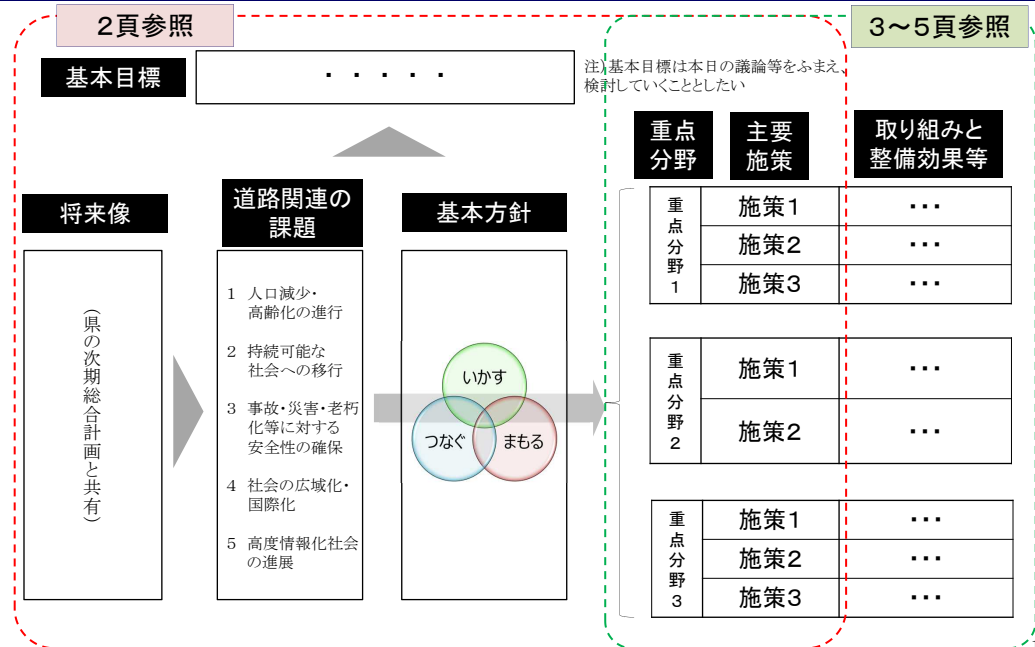 2頁参照
3～5頁参照
基本目標
・・・・・
注）基本目標は本日の議論等をふまえ、
検討していくこととしたい
将来像
（県の次期総合計画と共有）
道路関連の
課題
1 人口減少・
高齢化の進行
2 持続可能な
社会への移行
3 事故・災害・老朽
化等に対する
安全性の確保
4 社会の広域化・
国際化
5 高度情報化社会
の進展
基本方針
いかす
つなぐ
まもる
重点
分野
主要
施策
取り組みと
整備効果等
重点分野1
施策1
・・・
施策2
・・・
施策3
・・・
重点分野2
施策1
・・・
施策2
・・・
重点分野3
施策1
・・・
施策2
・・・
施策3
・・・